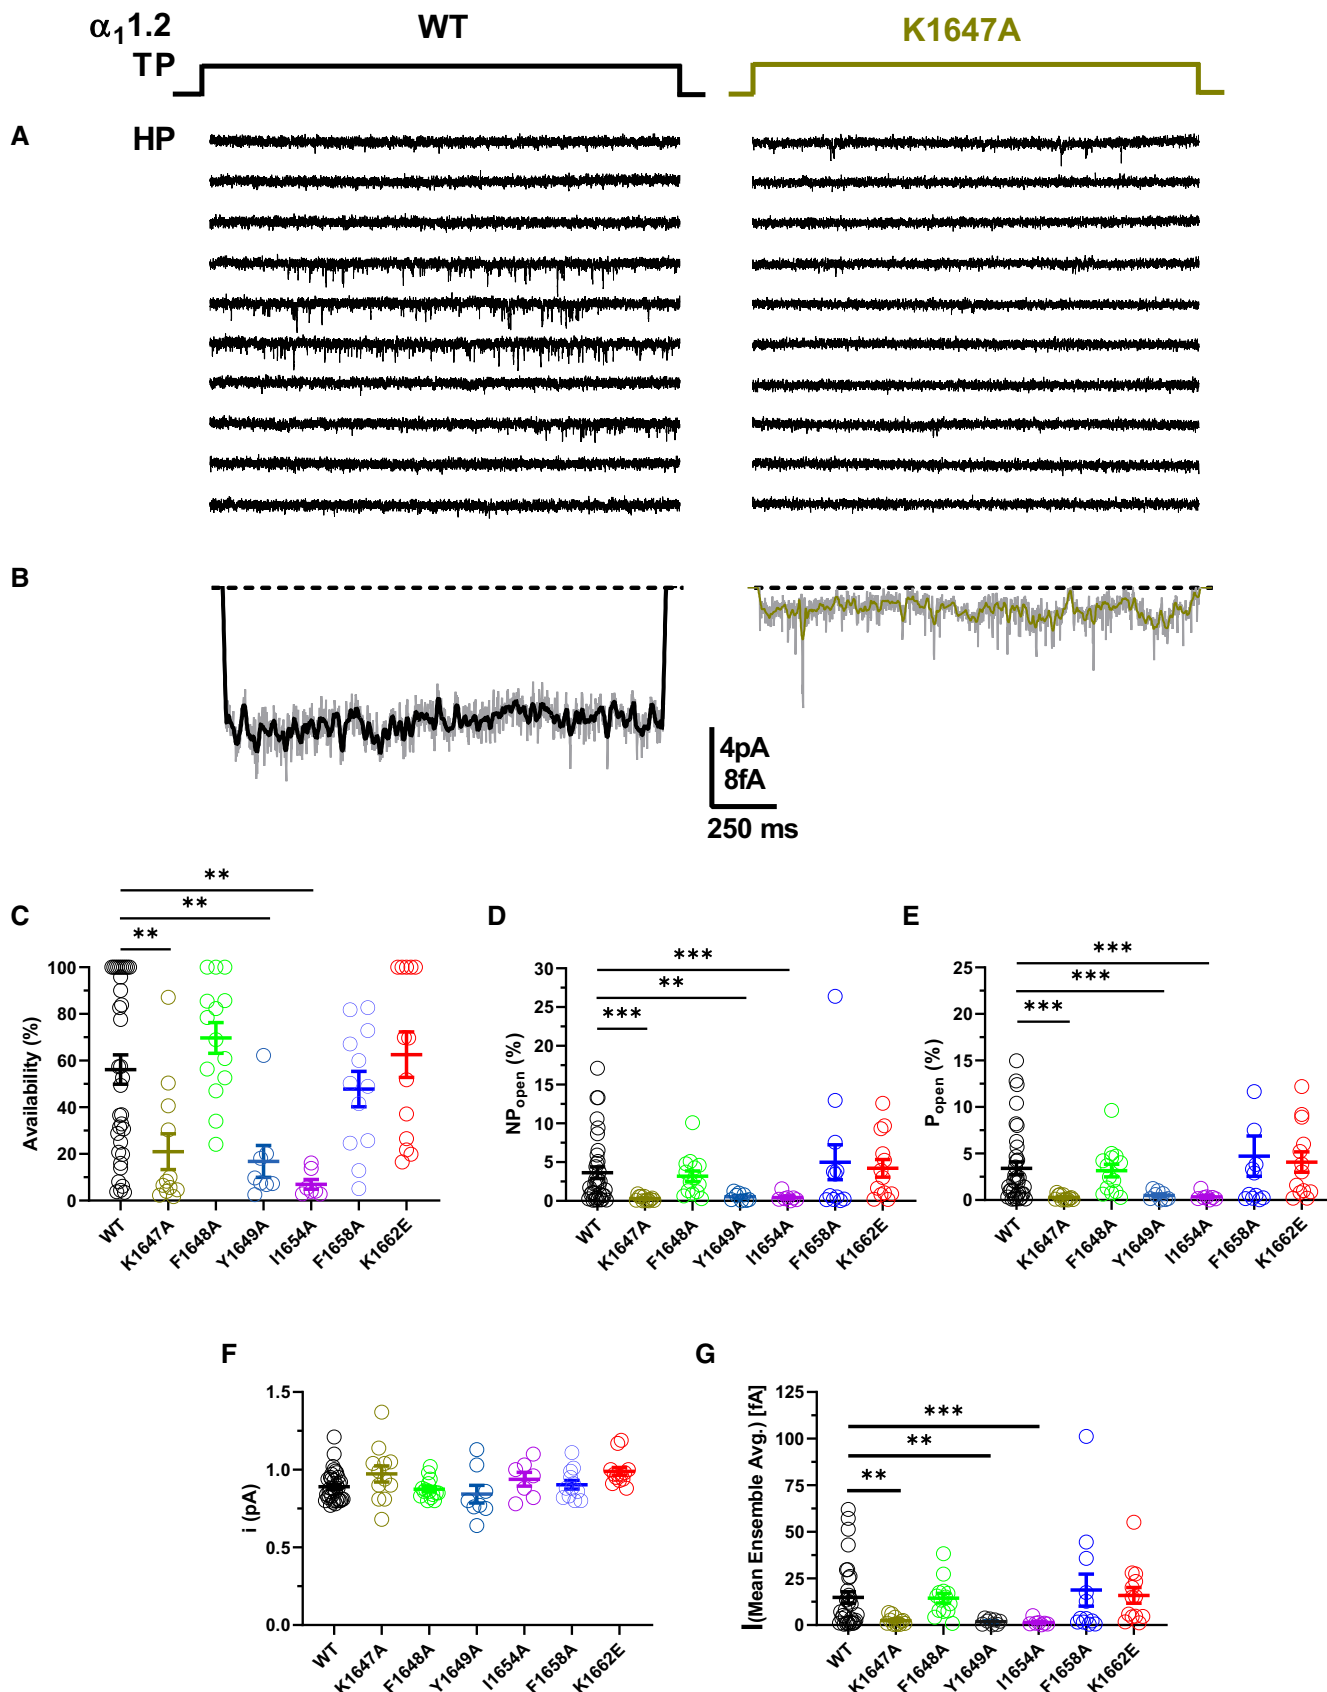 α₁1.2 WT K1647A
TP
A HP
B
4pA
8fA
250 ms
C
** 
**
**
Availability (%)
100
80
60
40
20
0
WT K1647A F1648A Y1649A I1654A F1658A K1662E
D
***
**
***
NPopen (%)
30
25
20
15
10
5
0
WT K1647A F1648A Y1649A I1654A F1658A K1662E
E
***
***
***
Popen (%)
25
20
15
10
5
0
WT K1647A F1648A Y1649A I1654A F1658A K1662E
F
i (pA)
1.5
1.0
0.5
0.0
WT K1647A F1648A Y1649A I1654A F1658A K1662E
G
***
**
**
I(Mean Ensemble Avg.) [fA]
125
100
75
50
25
0
WT K1647A F1648A Y1649A I1654A F1658A K1662E